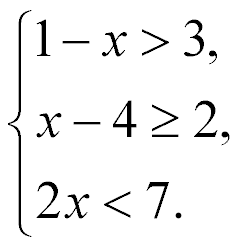 1 − x > 3,
x − 4 ≥ 2,
2x < 7.